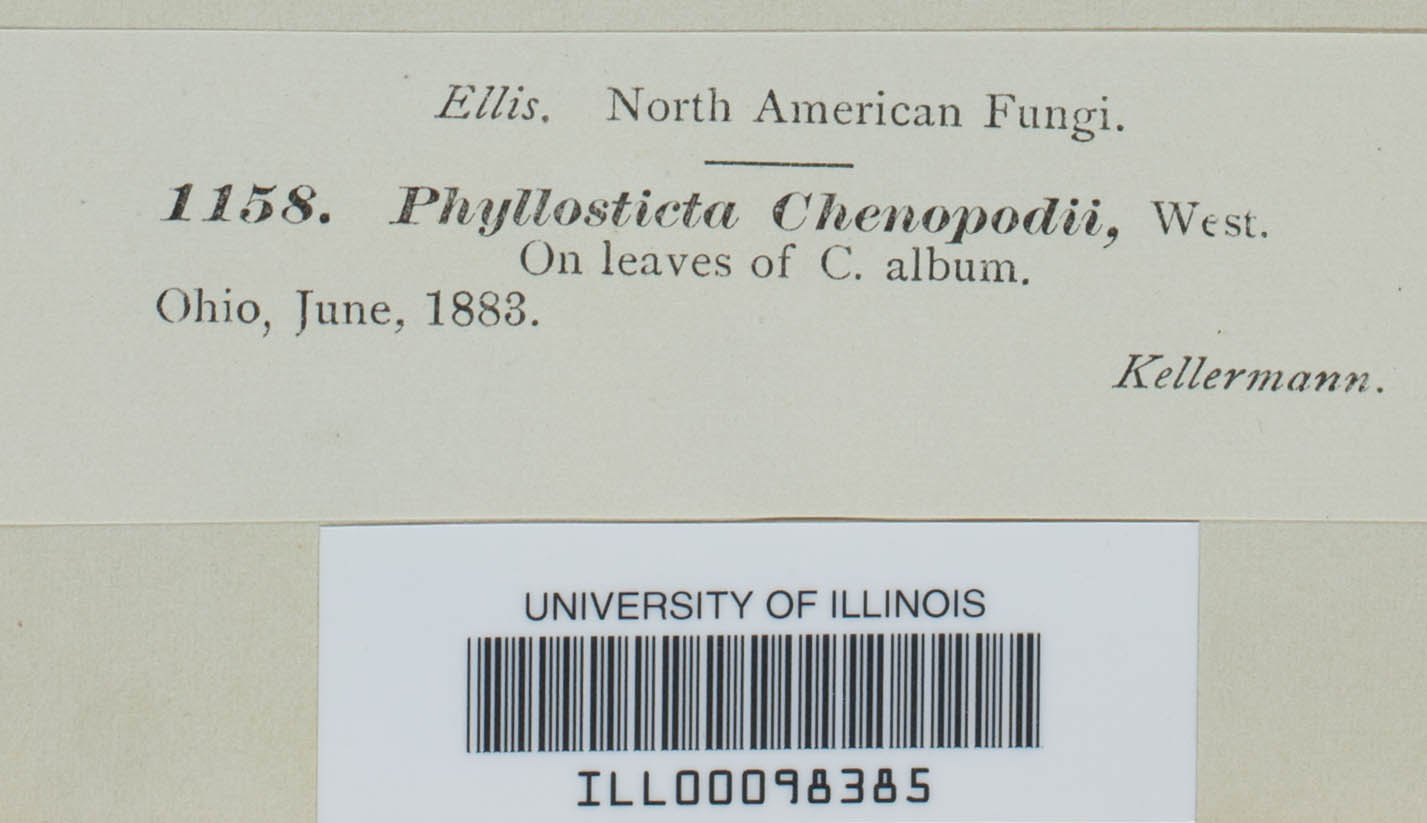 Ellis. North American Fungi.
1158. Phyllosticta Chenopodii, West.
On leaves of C. album.
Ohio, June, 1883.
Kellermann.
UNIVERSITY OF ILLINOIS
ILL00098385